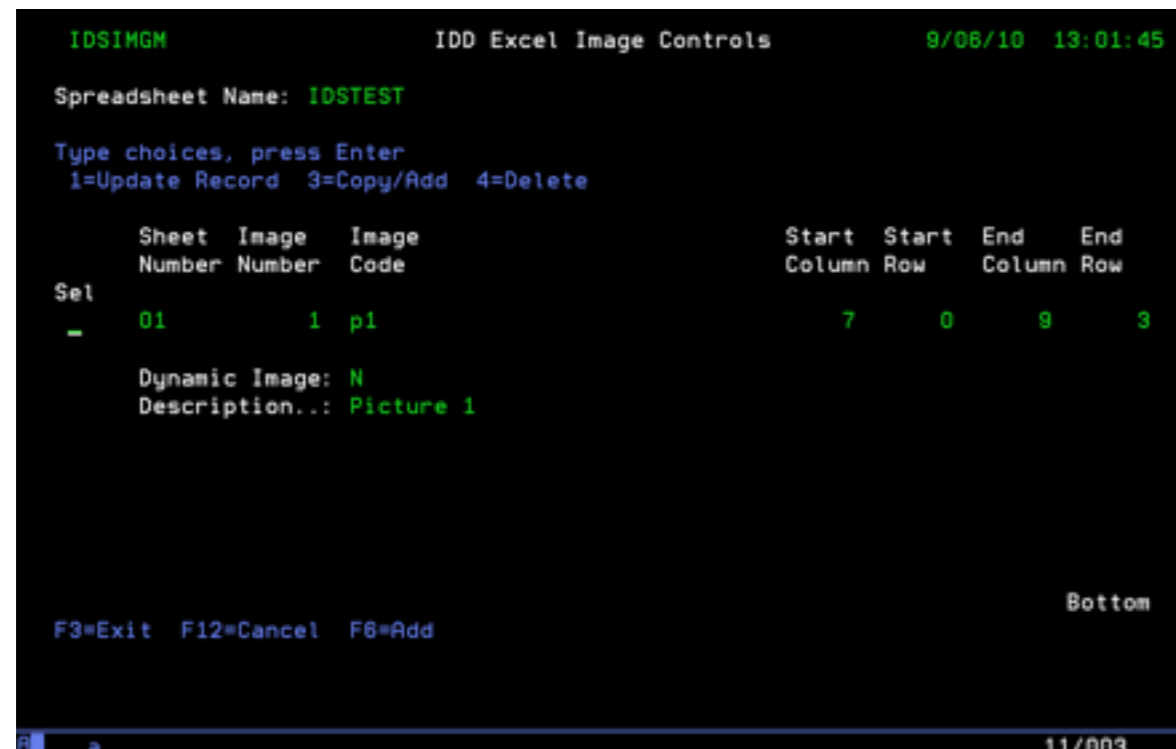 IDSIMGM IDD Excel Image Controls 9/06/10 13:01:45
Spreadsheet Name: IDSTEST
Type choices, press Enter
1=Update Record 3=Copy/Add 4=Delete
Sheet Image Image Start Start End End
Number Number Code Column Row Column Row
Sel
_ 01 1 p1 7 0 9 3
Dynamic Image: N
Description..: Picture 1
Bottom
F3=Exit F12=Cancel F6=Add
a 11/003